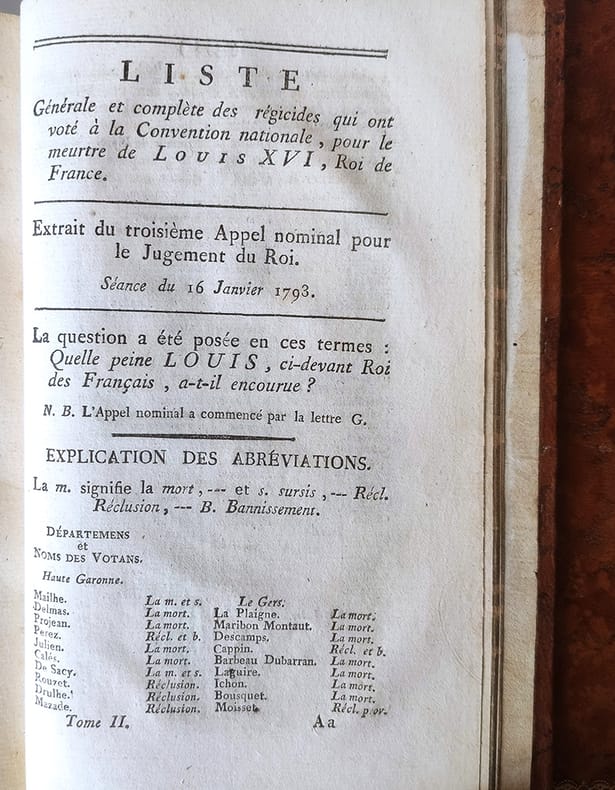 LISTE
Générale et complète des régicides qui ont
voté à la Convention nationale, pour le
meurtre de LOUIS XVI, Roi de
France.
Extrait du troisième Appel nominal pour
le Jugement du Roi.
Séance du 16 Janvier 1793.
La question a été posée en ces termes :
Quelle peine LOUIS, ci-devant Roi
des Français, a-t-il encourue ?
N. B. L'Appel nominal a commencé par la lettre G.
EXPLICATION DES ABRÉVIATIONS.
La m. signifie la mort, --- et s. sursis, --- Récl.
Réclusion, --- B. Bannissement.
DÉPARTEMENS
et
NOMS DES VOTANS.
Haute Garonne.
Mailhe. La m. et s. Le Gers.
Delmas. La mort. La Plaigne. La mort.
Projean. La mort. Maribon Montaut. La mort.
Perez. Récl. et b. Descamps. La mort.
Julien. La mort. Cappin. Récl. et b.
Calés. La mort. Barbeau Dubarran. La mort.
De Sacy. La m. et s. Laguire. La mort.
Rouzet. Réclusion. Ichon. La mort.
Drulhe. Réclusion. Bousquet. La mort.
Mazade. Réclusion. Moisset. Récl. prov.
Tome II. Aa